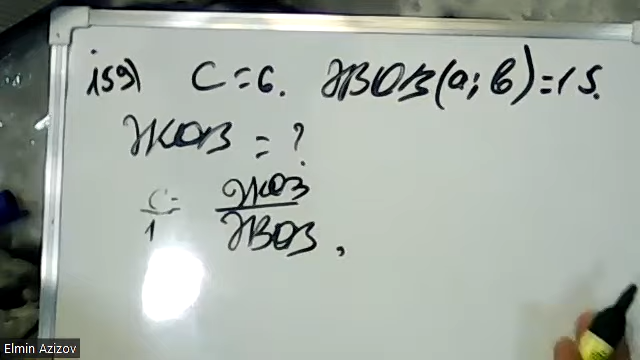 159) C=6. ƏBOB(a; b)=15.
ƏKOB = ?
C/1 = ƏKOB/ƏBOB,
Elmin Azizov